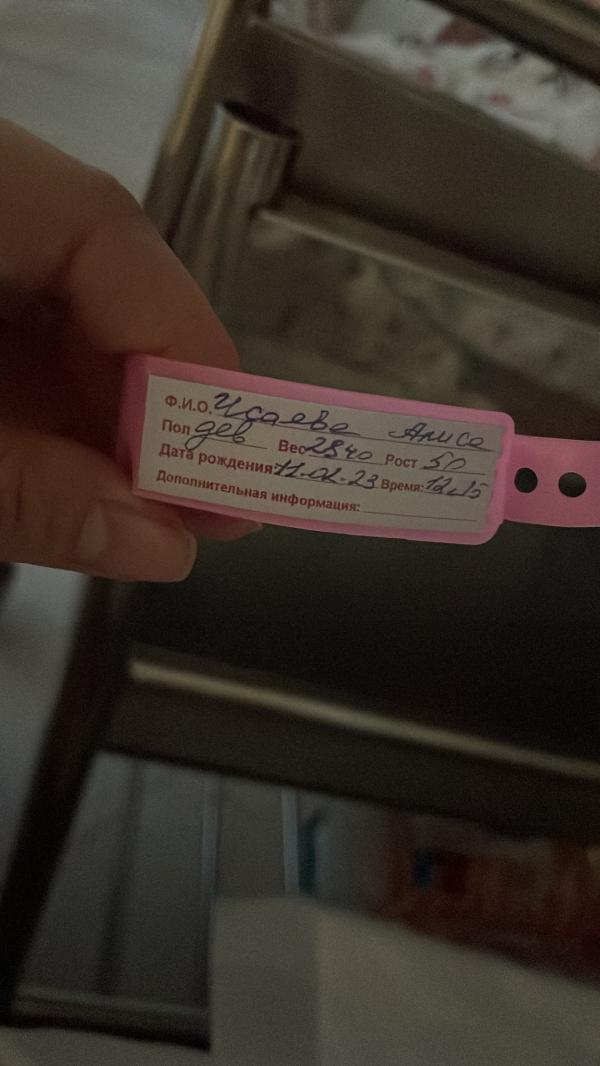 Ф.И.О. Исаева Алиса
Пол дев Вес 2840 Рост 50
Дата рождения: 11.02.23 Время: 12.15
Дополнительная информация: